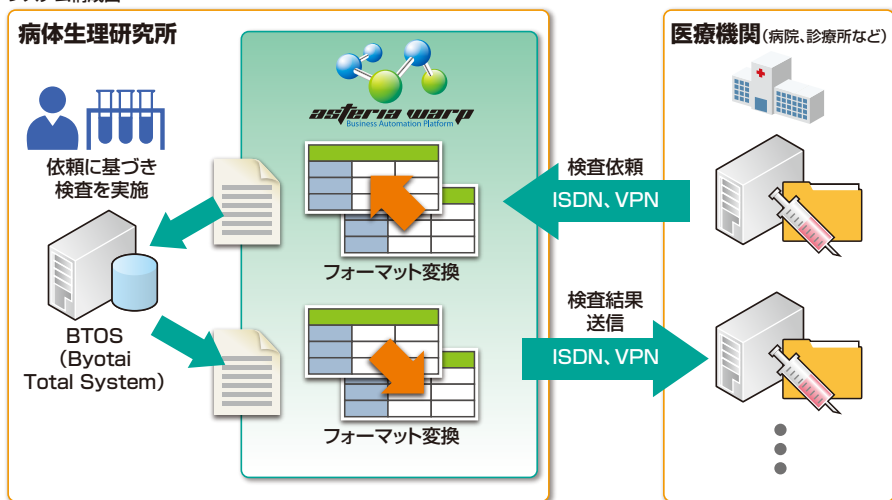 病体生理研究所
医療機関(病院、診療所など)
asteria warp
Business Automation Platform
依頼に基づき
検査を実施
検査依頼
ISDN、VPN
フォーマット変換
BTOS
(Byotai
Total System)
検査結果
送信
ISDN、VPN
フォーマット変換